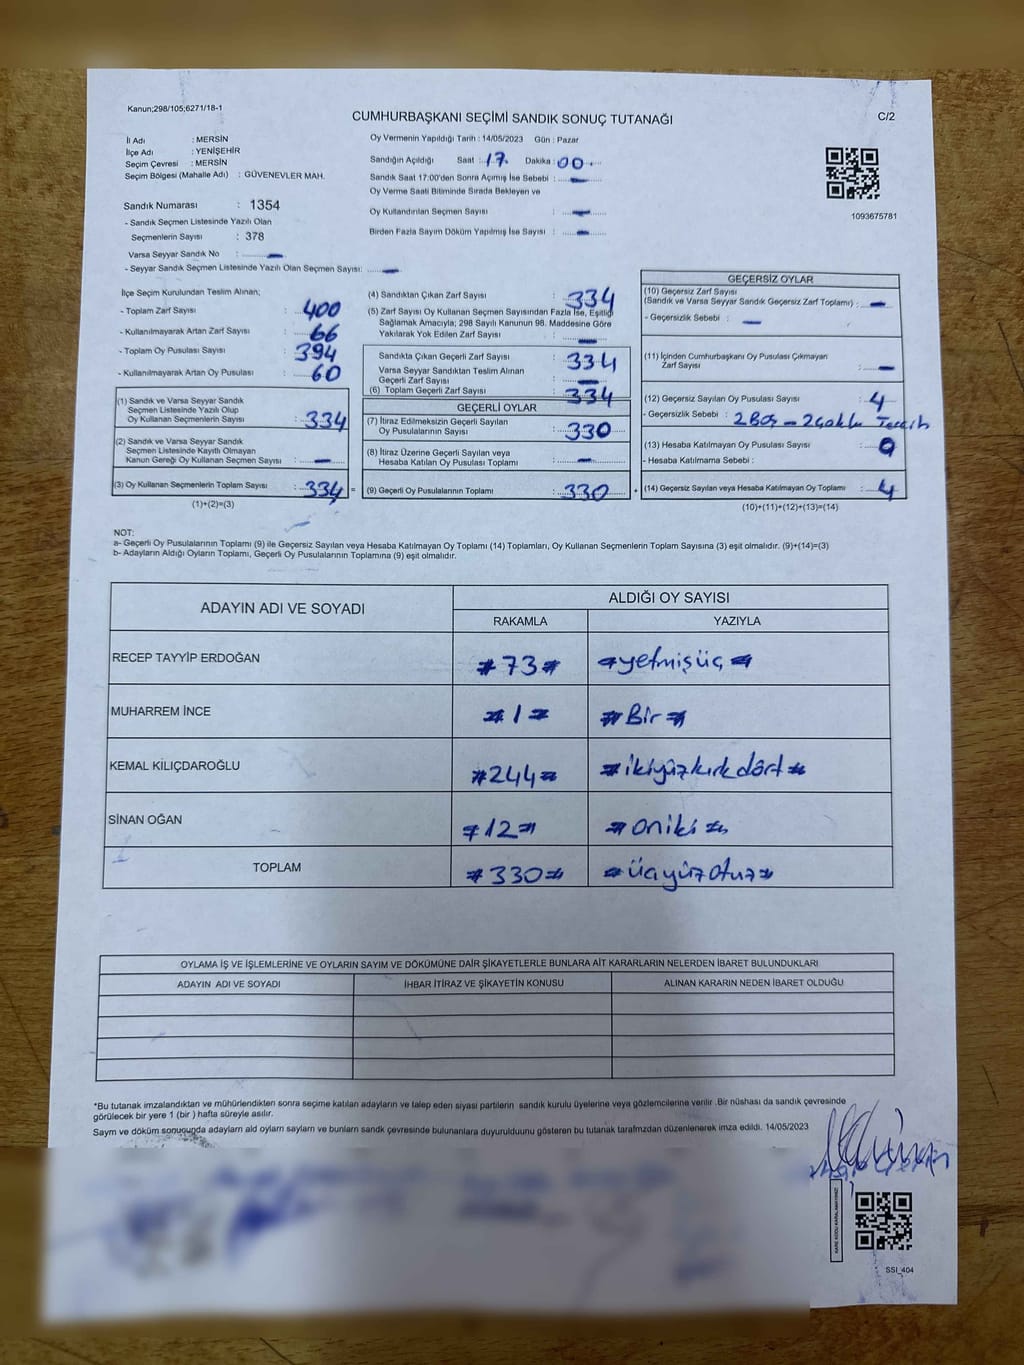 Kanun;298/105;6271/18-1
CUMHURBAŞKANI SEÇİMİ SANDIK SONUÇ TUTANAĞI
C/2
İl Adı : MERSİN
İlçe Adı : YENİŞEHİR
Seçim Çevresi : MERSİN
Seçim Bölgesi (Mahalle Adı) : GÜVENEVLER MAH.
Sandık Numarası : 1354
- Sandık Seçmen Listesinde Yazılı Olan
Seçmenlerin Sayısı : 378
Varsa Seyyar Sandık No : -
- Seyyar Sandık Seçmen Listesinde Yazılı Olan Seçmen Sayısı: -
Oy Vermenin Yapıldığı Tarih : 14/05/2023 Gün : Pazar
Sandığın Açıldığı Saat : 17. Dakika : 00.
Sandık Saat 17:00'den Sonra Açımış İse Sebebi : -
Oy Verme Saati Bitiminde Sırada Bekleyen ve
Oy Kullandırılan Seçmen Sayısı : -
Birden Fazla Sayım Döküm Yapılmış İse Sayısı : -
1093675781
İlçe Seçim Kurulundan Teslim Alınan;
- Toplam Zarf Sayısı : 400
- Kullanılmayarak Artan Zarf Sayısı : 66
- Toplam Oy Pusulası Sayısı : 394
- Kullanılmayarak Artan Oy Pusulası : 60
(1) Sandık ve Varsa Seyyar Sandık
Seçmen Listesinde Yazılı Olup
Oy Kullanan Seçmenlerin Sayısı : 334
(2) Sandık ve Varsa Seyyar Sandık
Seçmen Listesinde Kayıtlı Olmayan
Kanun Gereği Oy Kullanan Seçmen Sayısı : -
(3) Oy Kullanan Seçmenlerin Toplam Sayısı : 334 =
(1)+(2)=(3)
(4) Sandıktan Çıkan Zarf Sayısı : 334
(5) Zarf Sayısı Oy Kullanan Seçmen Sayısından Fazla İse, Eşitliği
Sağlamak Amacıyla; 298 Sayılı Kanunun 98. Maddesine Göre
Yakılarak Yok Edilen Zarf Sayısı : -
Sandıkta Çıkan Geçerli Zarf Sayısı : 334
Varsa Seyyar Sandıktan Teslim Alınan
Geçerli Zarf Sayısı : -
(6) Toplam Geçerli Zarf Sayısı : 334
GEÇERLİ OYLAR
(7) İtiraz Edilmeksizin Geçerli Sayılan
Oy Pusulalarının Sayısı : 330
(8) İtiraz Üzerine Geçerli Sayılan veya
Hesaba Katılan Oy Pusulası Toplamı : -
(9) Geçerli Oy Pusulalarının Toplamı : 330 +
GEÇERSİZ OYLAR
(10) Geçersiz Zarf Sayısı
(Sandık ve Varsa Seyyar Sandık Geçersiz Zarf Toplamı) : -
- Geçersizlik Sebebi : -
(11) İçinden Cumhurbaşkanı Oy Pusulası Çıkmayan
Zarf Sayısı : -
(12) Geçersiz Sayılan Oy Pusulası Sayısı : 4
- Geçersizlik Sebebi : 2 Boş - 2 Çoklu Tercih
(13) Hesaba Katılmayan Oy Pusulası Sayısı : 0
- Hesaba Katılmama Sebebi :
(14) Geçersiz Sayılan veya Hesaba Katılmayan Oy Toplamı : 4
(10)+(11)+(12)+(13)=(14)
NOT:
a- Geçerli Oy Pusulalarının Toplamı (9) ile Geçersiz Sayılan veya Hesaba Katılmayan Oy Toplamı (14) Toplamları, Oy Kullanan Seçmenlerin Toplam Sayısına (3) eşit olmalıdır. (9)+(14)=(3)
b- Adayların Aldığı Oyların Toplamı, Geçerli Oy Pusulalarının Toplamına (9) eşit olmalıdır.
ADAYIN ADI VE SOYADI
ALDIĞI OY SAYISI
RAKAMLA YAZIYLA
RECEP TAYYİP ERDOĞAN #73# #yetmişüç#
MUHARREM İNCE #1# #Bir#
KEMAL KILIÇDAROĞLU #244# #ikiyüzkırkdört#
SİNAN OĞAN #12# #oniki#
TOPLAM #330# #üçyüzotuz#
OYLAMA İŞ VE İŞLEMLERİNE VE OYLARIN SAYIM VE DÖKÜMÜNE DAİR ŞİKAYETLERLE BUNLARA AİT KARARLARIN NELERDEN İBARET BULUNDUKLARI
ADAYIN ADI VE SOYADI İHBAR İTİRAZ VE ŞİKAYETİN KONUSU ALINAN KARARIN NEDEN İBARET OLDUĞU
*Bu tutanak imzalandıktan ve mühürlendikten sonra seçime katılan adayların ve talep eden siyasi partilerin sandık kurulu üyelerine veya gözlemcilerine verilir .Bir nüshası da sandık çevresinde
görülecek bir yere 1 (bir ) hafta süreyle asılır.
Saym ve döküm sonuçunda adaylarn ald oylarn saylarn ve bunlarn sandk çevresinde bulunanlara duyurulduunu gösteren bu tutanak tarafmzdan düzenlenerek imza edildi. 14/05/2023
KARE KODU KARALAMAYINIZ!
SSI_404